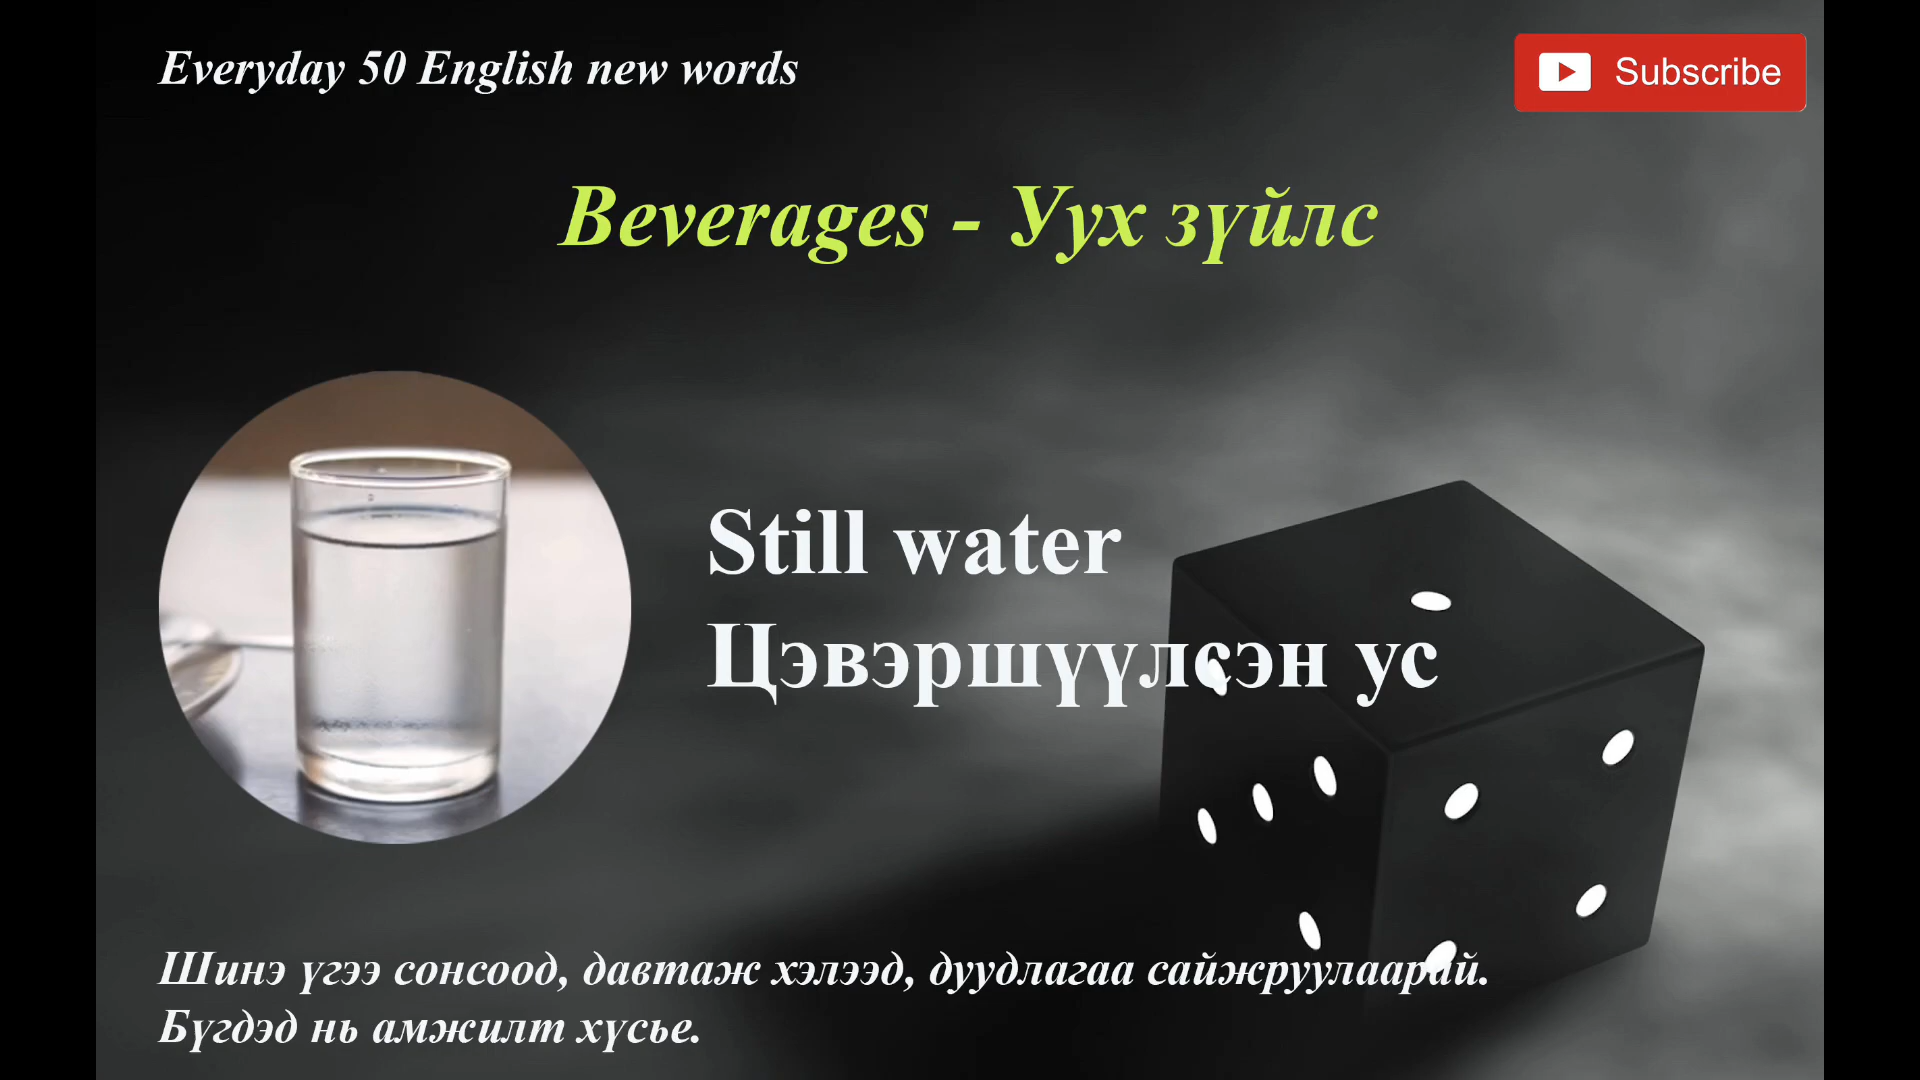 Everyday 50 English new words
Subscribe
Beverages - Уух зүйлс
Still water
Цэвэршүүлсэн ус
Шинэ үгээ сонсоод, давтаж хэлээд, дуудлагаа сайжруулаарай.
Бүгдэд нь амжилт хүсье.